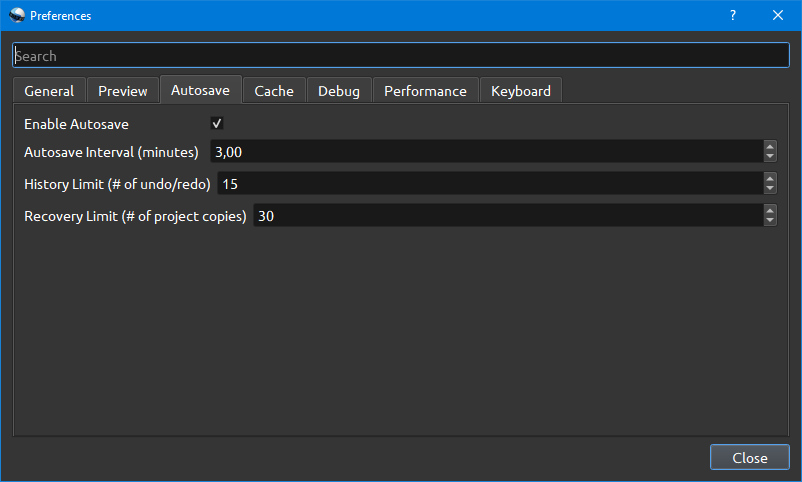 Preferences
?
Search
General Preview Autosave Cache Debug Performance Keyboard
Enable Autosave
Autosave Interval (minutes) 3,00
History Limit (# of undo/redo) 15
Recovery Limit (# of project copies) 30
Close